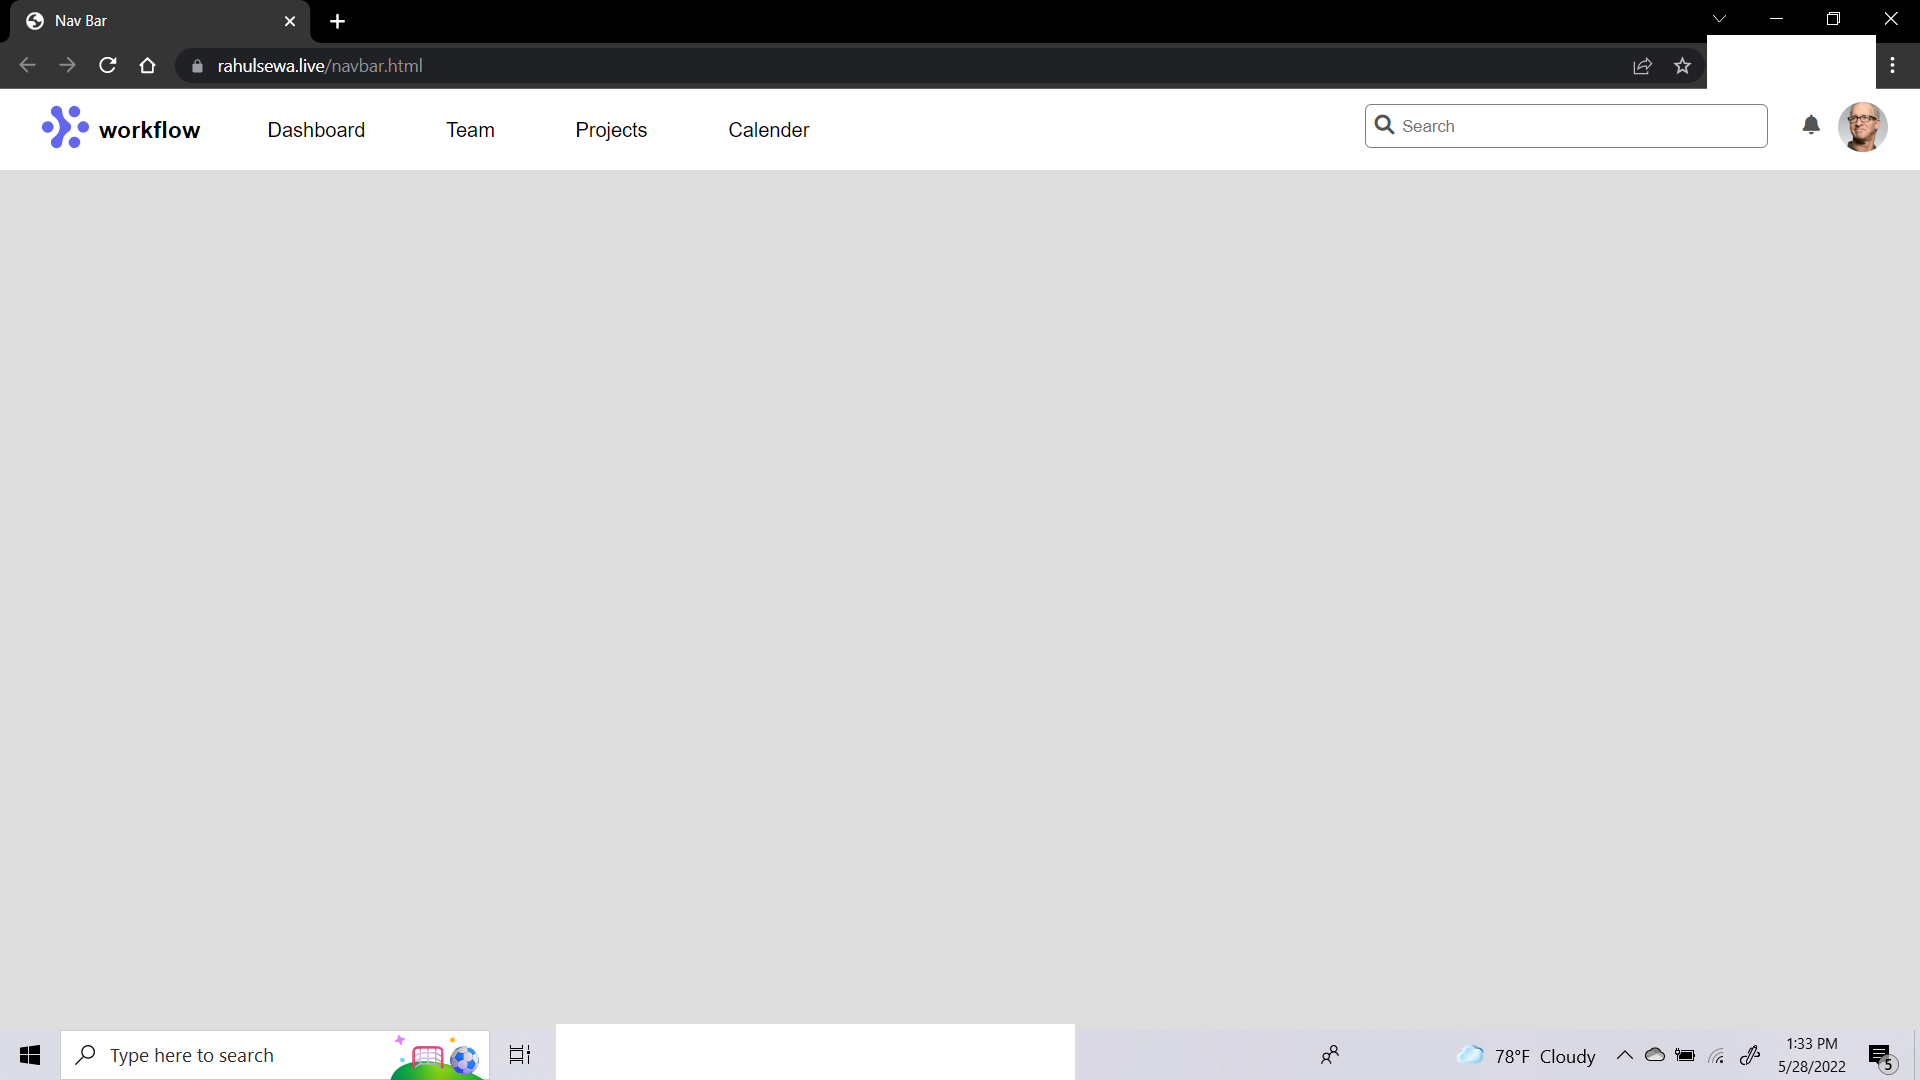 Nav Bar
rahulsewa.live/navbar.html
workflow Dashboard Team Projects Calender Search
Type here to search
78°F Cloudy
1:33 PM
5/28/2022
5